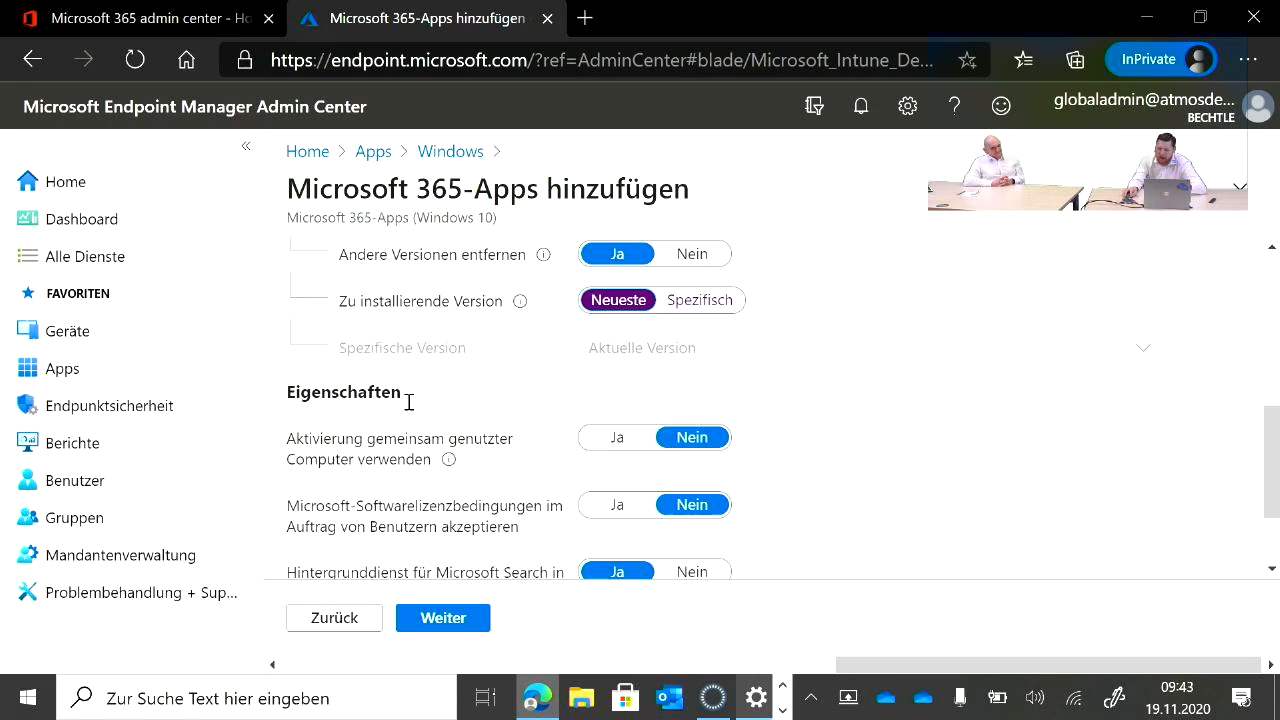 Microsoft 365 admin center - Ho
Microsoft 365-Apps hinzufügen
https://endpoint.microsoft.com/?ref=AdminCenter#blade/Microsoft_Intune_De...
InPrivate
Microsoft Endpoint Manager Admin Center
globaladmin@atmosde...
BECHTLE
Home
Dashboard
Alle Dienste
FAVORITEN
Geräte
Apps
Endpunktsicherheit
Berichte
Benutzer
Gruppen
Mandantenverwaltung
Problembehandlung + Sup...
Home > Apps > Windows >
Microsoft 365-Apps hinzufügen
Microsoft 365-Apps (Windows 10)
Andere Versionen entfernen Ja Nein
Zu installierende Version Neueste Spezifisch
Spezifische Version Aktuelle Version
Eigenschaften
Aktivierung gemeinsam genutzter
Computer verwenden Ja Nein
Microsoft-Softwarelizenzbedingungen im
Auftrag von Benutzern akzeptieren Ja Nein
Hintergrunddienst für Microsoft Search in Ja Nein
Zurück Weiter
Zur Suche Text hier eingeben
09:43
19.11.2020